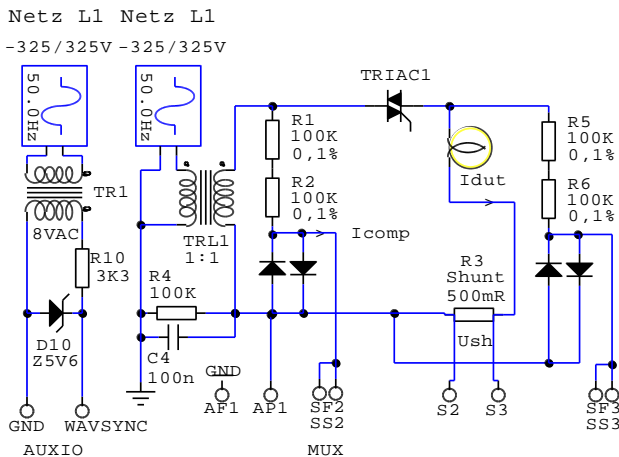 Netz L1 Netz L1
-325/325V -325/325V
50.0Hz
50.0Hz
TRIAC1
R1
100K
0,1%
R5
100K
0,1%
TR1
R2
100K
0,1%
Idut
R6
100K
0,1%
8VAC
TRL1
1:1
Icomp
R10
3K3
R4
100K
R3
Shunt
500mR
D10
Z5V6
C4
100n
Ush
GND
AF1
AP1
SF2
SS2
S2
S3
SF3
SS3
GND
WAVSYNC
AUXIO
MUX